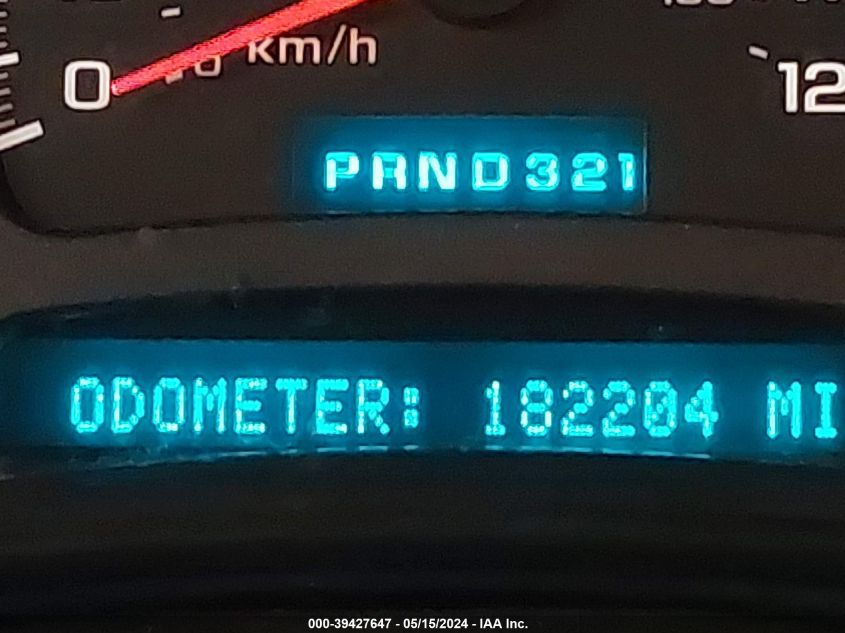 0 km/h
12
PRND321
ODOMETER: 182204 MI
000-39427647 - 05/15/2024 - IAA Inc.